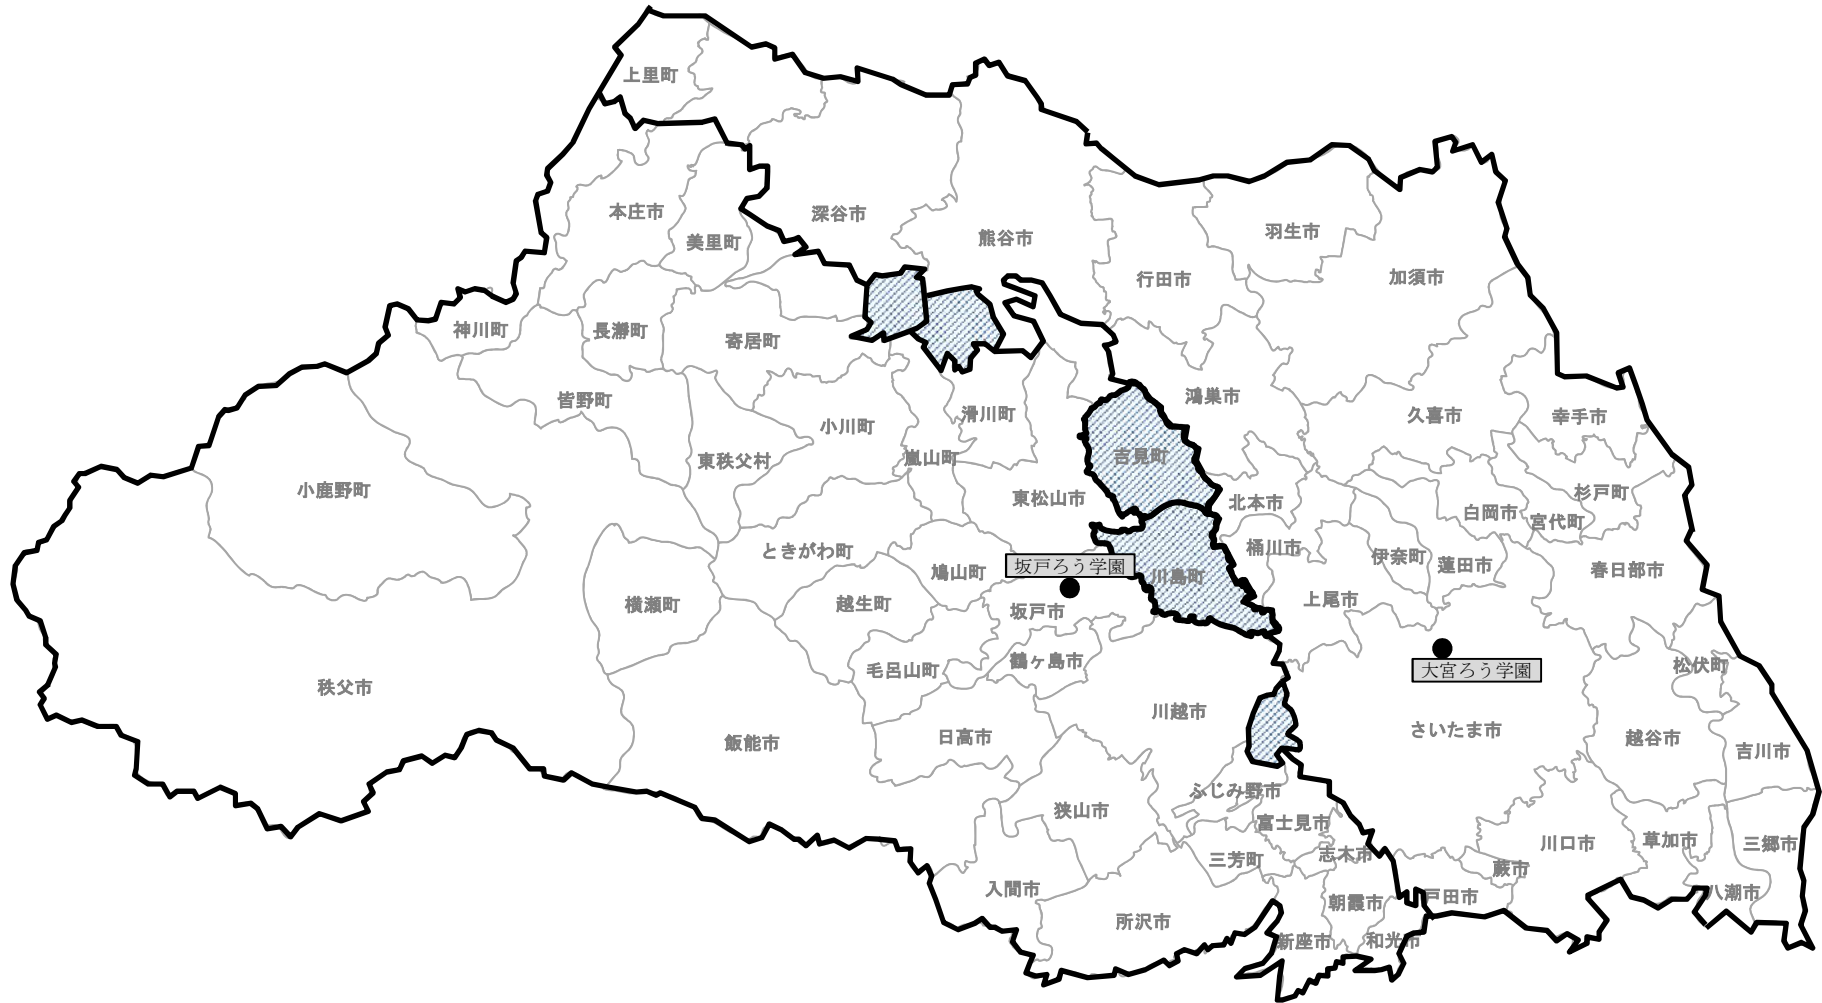 上里町
本庄市
美里町
深谷市
熊谷市
羽生市
行田市
加須市
神川町
長瀞町
寄居町
皆野町
小川町
滑川町
鴻巣市
久喜市
幸手市
東秩父村
嵐山町
吉見町
小鹿野町
東松山市
北本市
白岡市
杉戸町
宮代町
ときがわ町
鳩山町
坂戸ろう学園
川島町
桶川市
伊奈町
蓮田市
春日部市
横瀬町
越生町
坂戸市
上尾市
毛呂山町
鶴ヶ島市
大宮ろう学園
松伏町
秩父市
川越市
飯能市
日高市
さいたま市
越谷市
吉川市
ふじみ野市
狭山市
富士見市
三芳町
志木市
川口市
草加市
三郷市
蕨市
入間市
所沢市
朝霞市
戸田市
八潮市
新座市
和光市